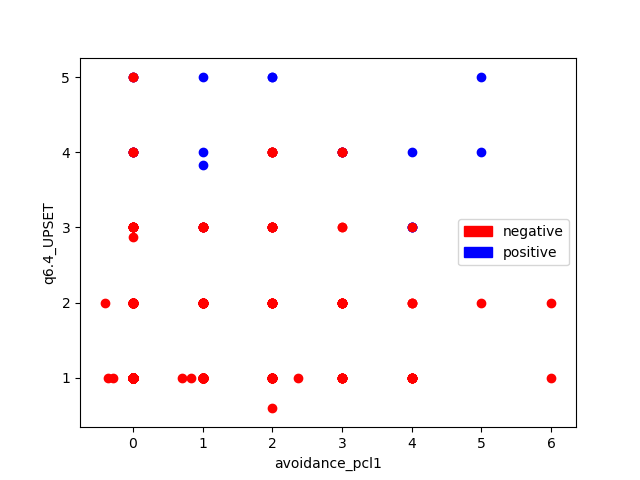 5
4
3
2
1
q6.4_UPSET
negative
positive
0 1 2 3 4 5 6
avoidance_pcl1